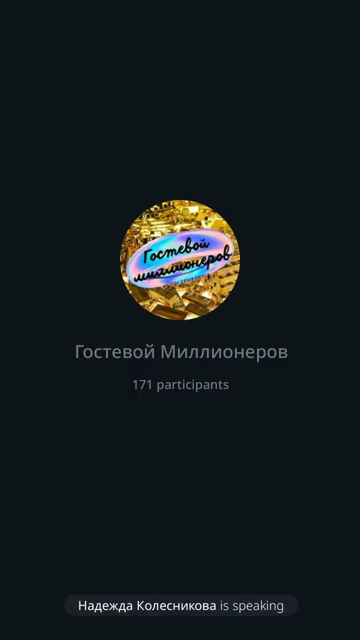 Гостевой
миллионеров
Гостевой Миллионеров
171 participants
Надежда Колесникова is speaking